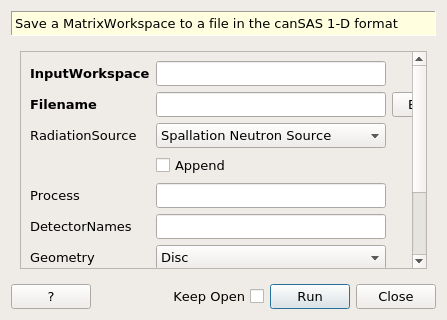 Save a MatrixWorkspace to a file in the canSAS 1-D format
InputWorkspace
Filename
RadiationSource Spallation Neutron Source
Append
Process
DetectorNames
Geometry Disc
? Keep Open Run Close